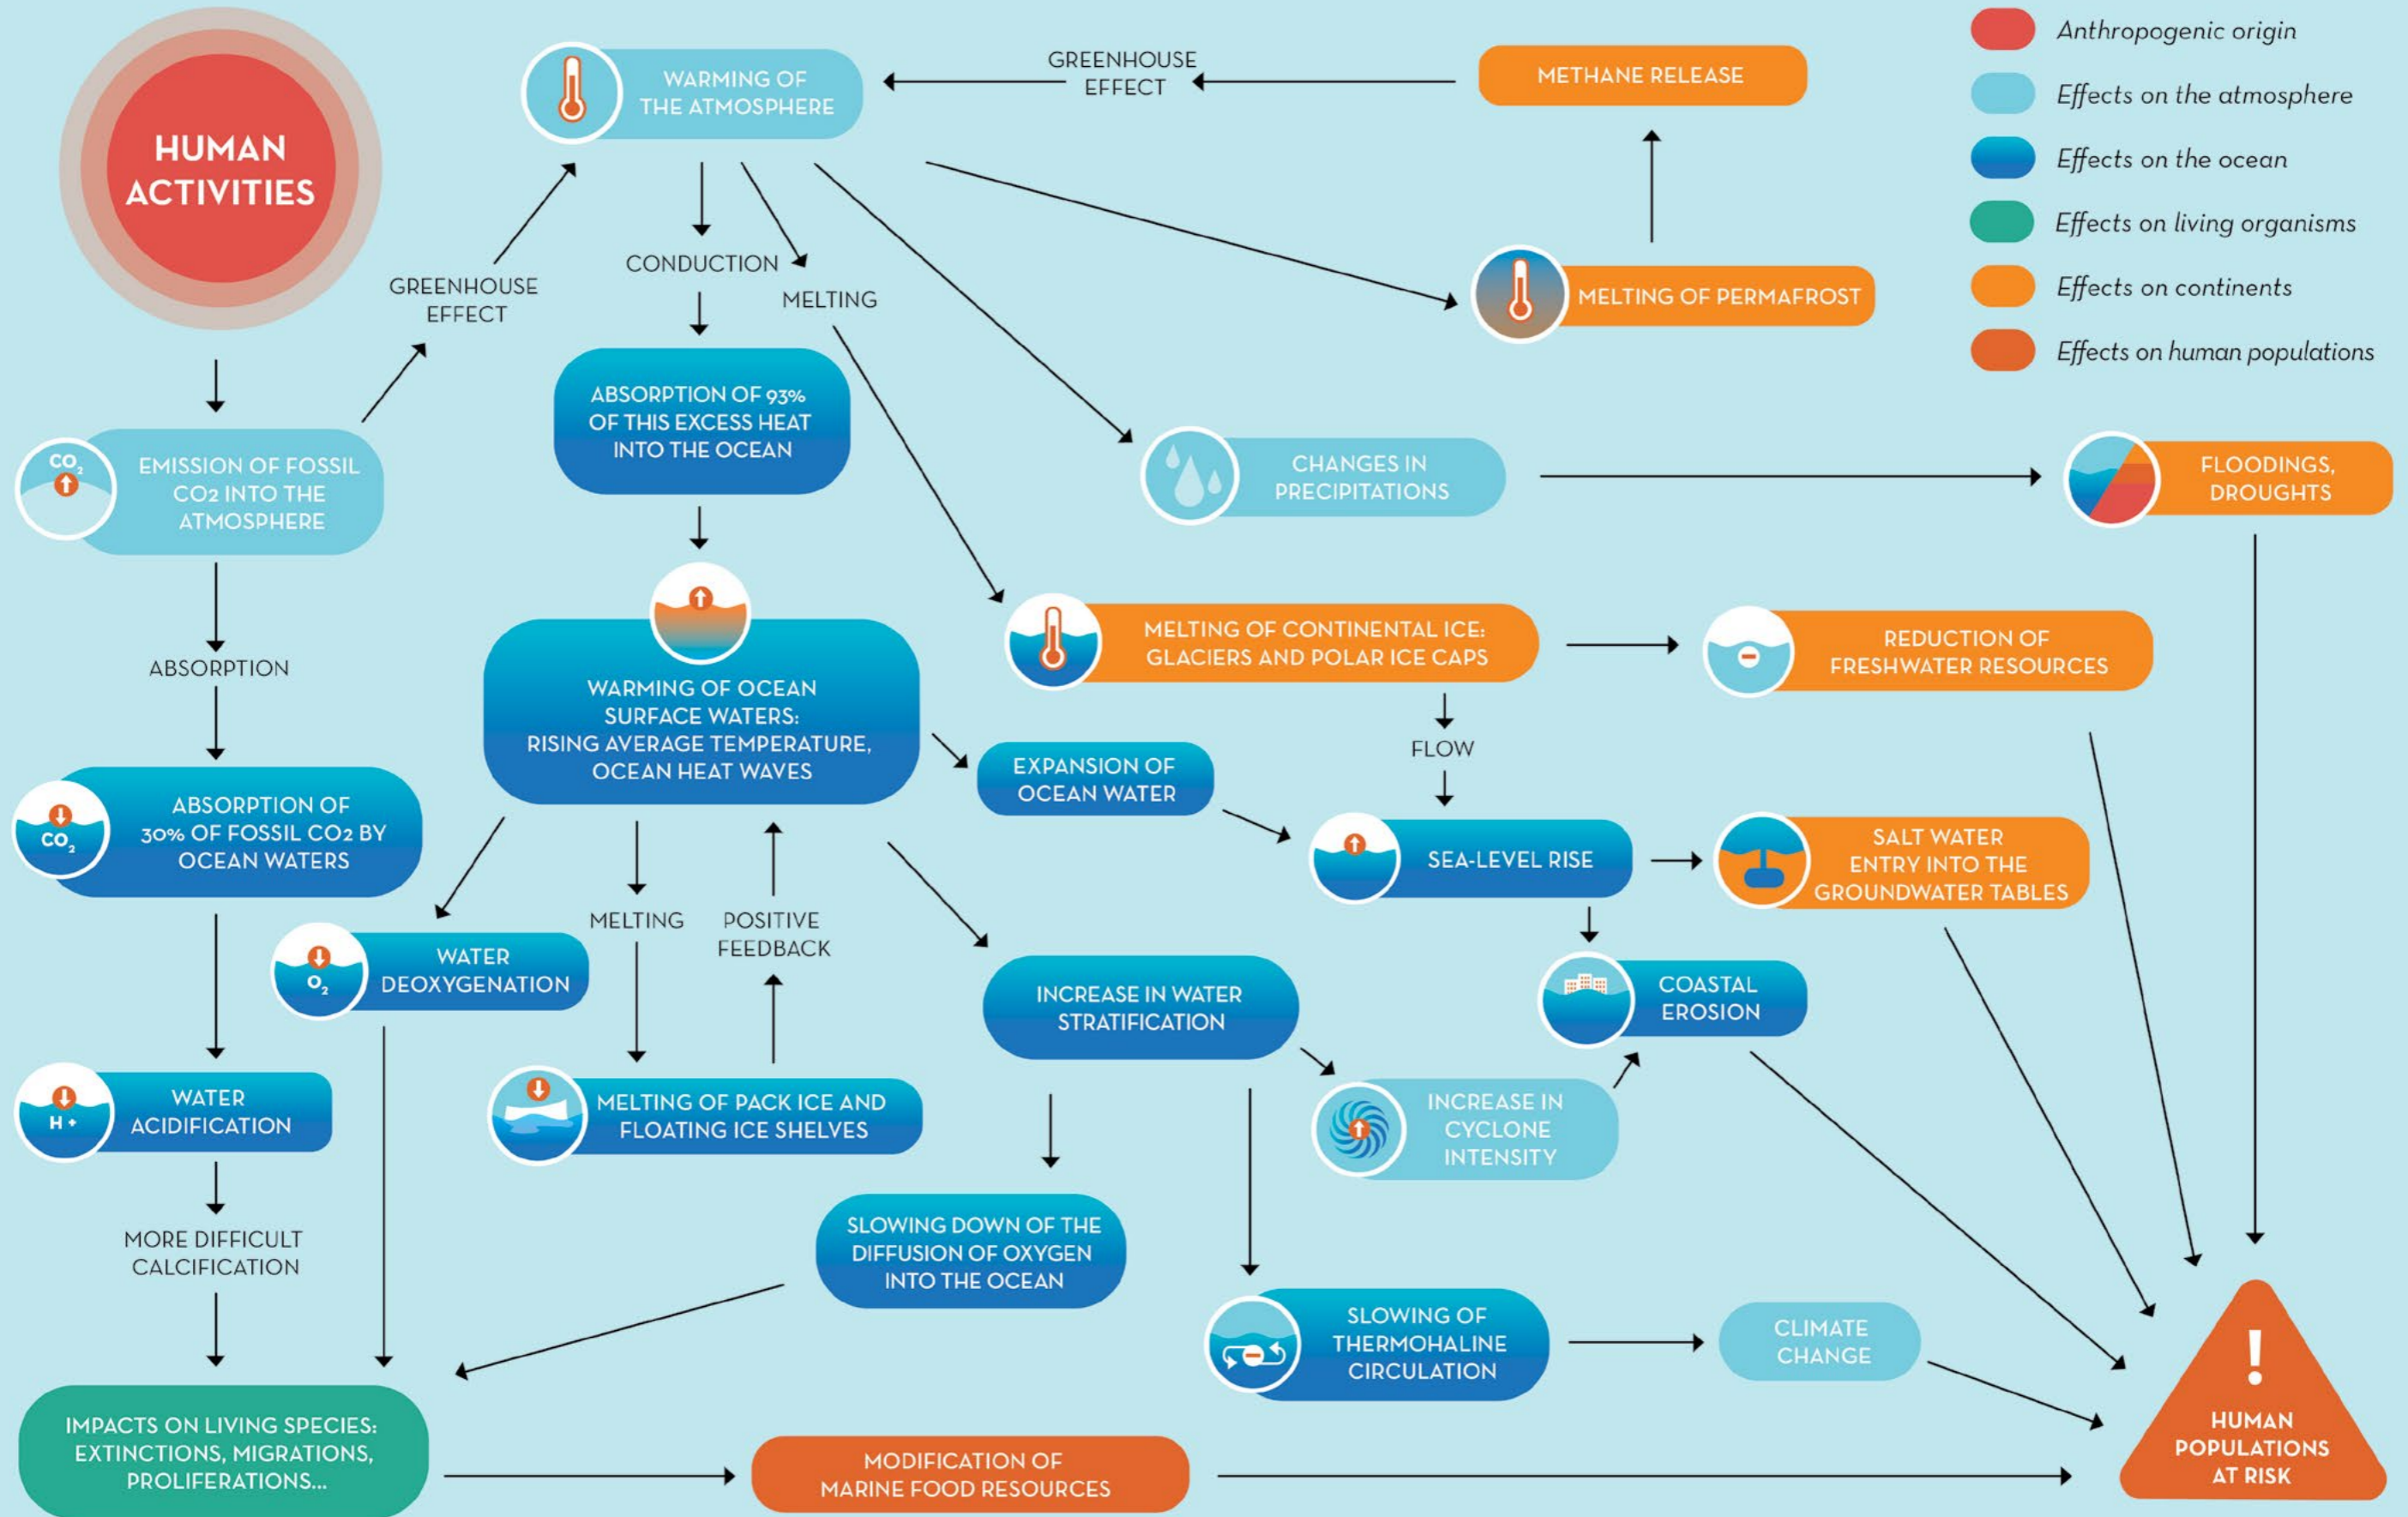 HUMAN
ACTIVITIES
WARMING OF
THE ATMOSPHERE
GREENHOUSE
EFFECT
METHANE RELEASE
Anthropogenic origin
Effects on the atmosphere
Effects on the ocean
Effects on living organisms
Effects on continents
Effects on human populations
GREENHOUSE
EFFECT
CONDUCTION
MELTING
MELTING OF PERMAFROST
ABSORPTION OF 93%
OF THIS EXCESS HEAT
INTO THE OCEAN
CO2
EMISSION OF FOSSIL
CO2 INTO THE
ATMOSPHERE
CHANGES IN
PRECIPITATIONS
FLOODINGS,
DROUGHTS
ABSORPTION
WARMING OF OCEAN
SURFACE WATERS:
RISING AVERAGE TEMPERATURE,
OCEAN HEAT WAVES
MELTING OF CONTINENTAL ICE:
GLACIERS AND POLAR ICE CAPS
REDUCTION OF
FRESHWATER RESOURCES
FLOW
EXPANSION OF
OCEAN WATER
CO2
ABSORPTION OF
30% OF FOSSIL CO2 BY
OCEAN WATERS
SEA-LEVEL RISE
SALT WATER
ENTRY INTO THE
GROUNDWATER TABLES
MELTING
POSITIVE
FEEDBACK
O2
WATER
DEOXYGENATION
INCREASE IN WATER
STRATIFICATION
COASTAL
EROSION
H +
WATER
ACIDIFICATION
MELTING OF PACK ICE AND
FLOATING ICE SHELVES
INCREASE IN
CYCLONE
INTENSITY
MORE DIFFICULT
CALCIFICATION
SLOWING DOWN OF THE
DIFFUSION OF OXYGEN
INTO THE OCEAN
SLOWING OF
THERMOHALINE
CIRCULATION
CLIMATE
CHANGE
!
HUMAN
POPULATIONS
AT RISK
IMPACTS ON LIVING SPECIES:
EXTINCTIONS, MIGRATIONS,
PROLIFERATIONS...
MODIFICATION OF
MARINE FOOD RESOURCES